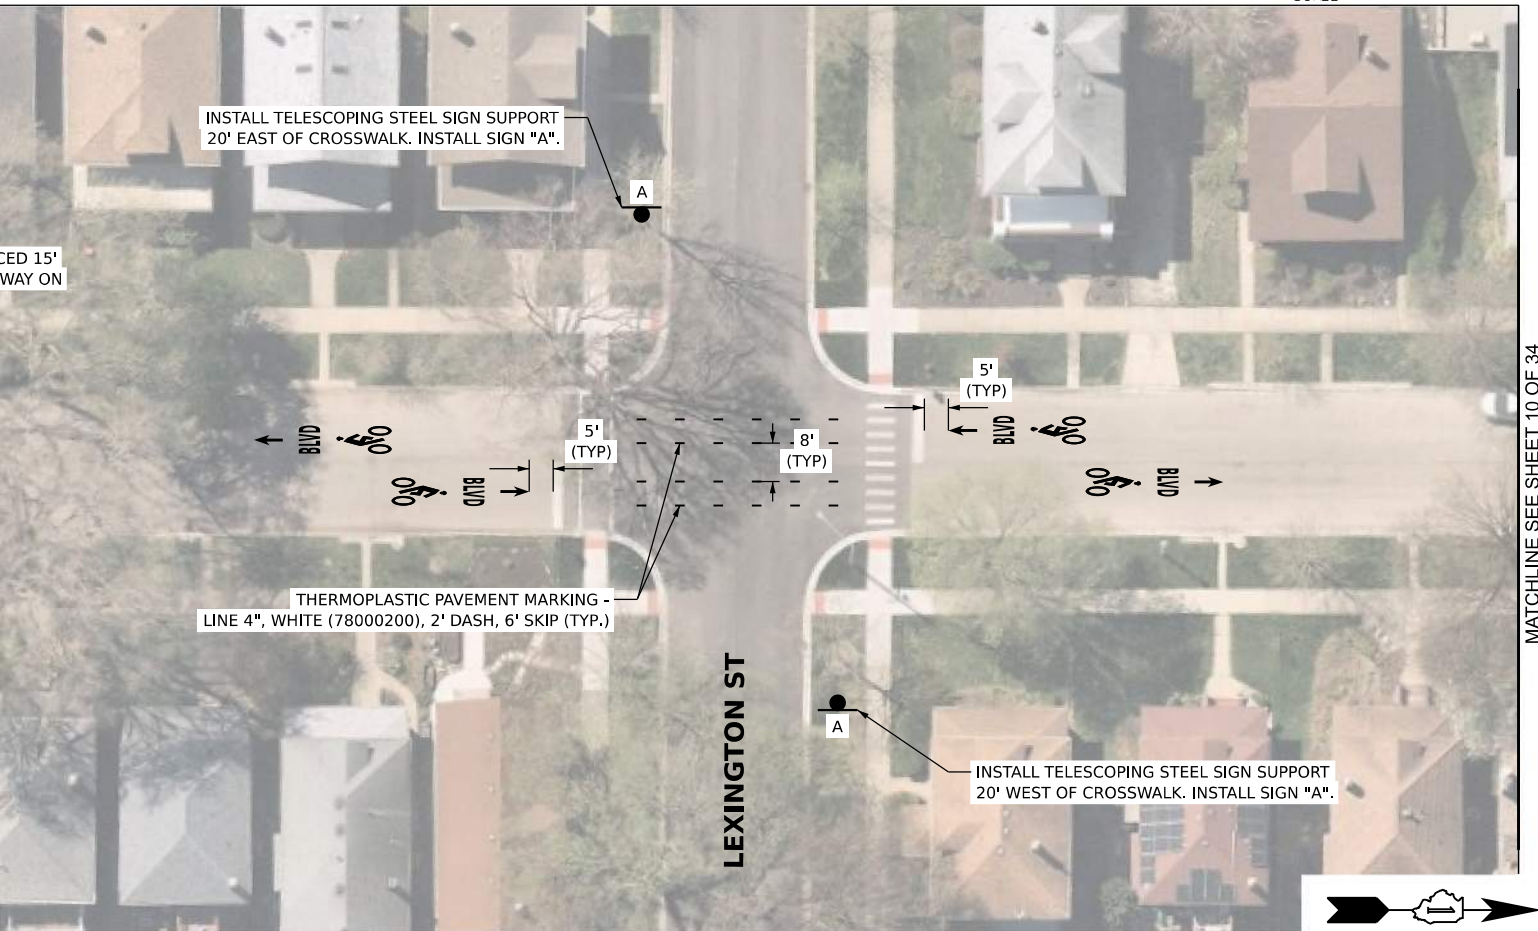 INSTALL TELESCOPING STEEL SIGN SUPPORT
20' EAST OF CROSSWALK. INSTALL SIGN "A".
A
CED 15'
WAY ON
5'
(TYP)
BLVD
BLVD
5'
(TYP)
8'
(TYP)
BLVD
BLVD
THERMOPLASTIC PAVEMENT MARKING -
LINE 4", WHITE (78000200), 2' DASH, 6' SKIP (TYP.)
LEXINGTON ST
A
INSTALL TELESCOPING STEEL SIGN SUPPORT
20' WEST OF CROSSWALK. INSTALL SIGN "A".
MATCHLINE SEE SHEET 10 OF 34